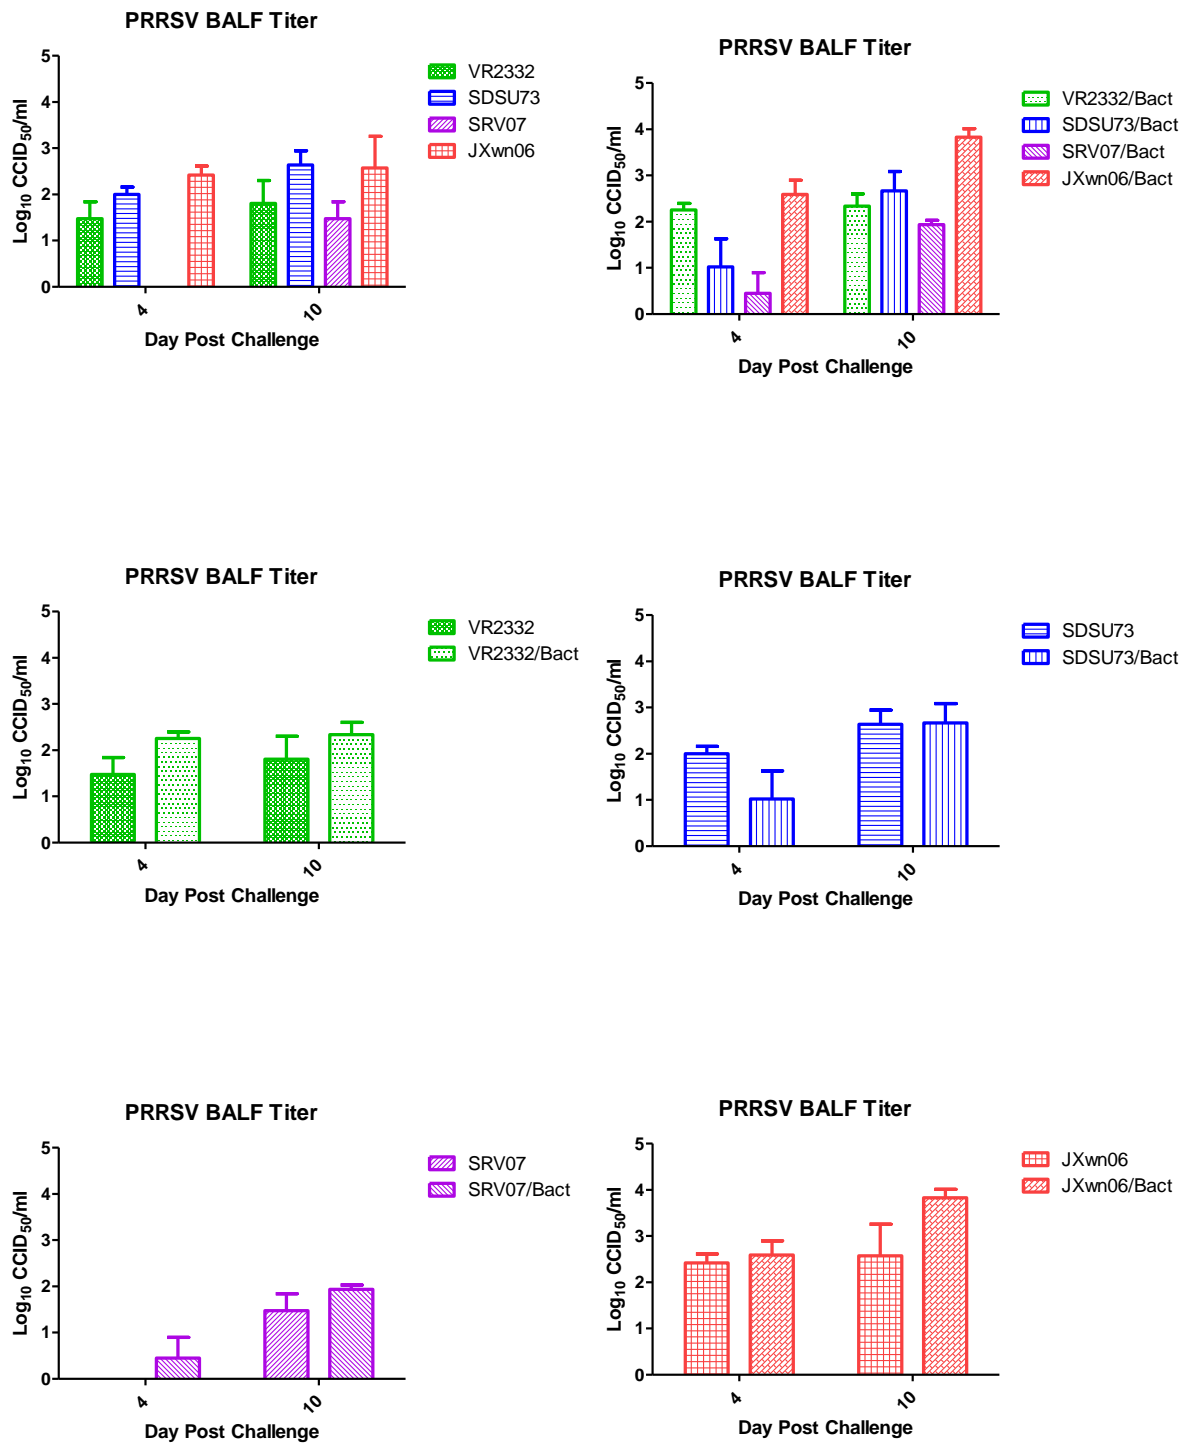 PRRSV BALF Titer
Log10 CCID50/ml
5
4
3
2
1
0
4
10
Day Post Challenge
VR2332
SDSU73
SRV07
JXwn06
PRRSV BALF Titer
Log10 CCID50/ml
5
4
3
2
1
0
4
10
Day Post Challenge
VR2332/Bact
SDSU73/Bact
SRV07/Bact
JXwn06/Bact
PRRSV BALF Titer
Log10 CCID50/ml
5
4
3
2
1
0
4
10
Day Post Challenge
VR2332
VR2332/Bact
PRRSV BALF Titer
Log10 CCID50/ml
5
4
3
2
1
0
4
10
Day Post Challenge
SDSU73
SDSU73/Bact
PRRSV BALF Titer
Log10 CCID50/ml
5
4
3
2
1
0
4
10
Day Post Challenge
SRV07
SRV07/Bact
PRRSV BALF Titer
Log10 CCID50/ml
5
4
3
2
1
0
4
10
Day Post Challenge
JXwn06
JXwn06/Bact